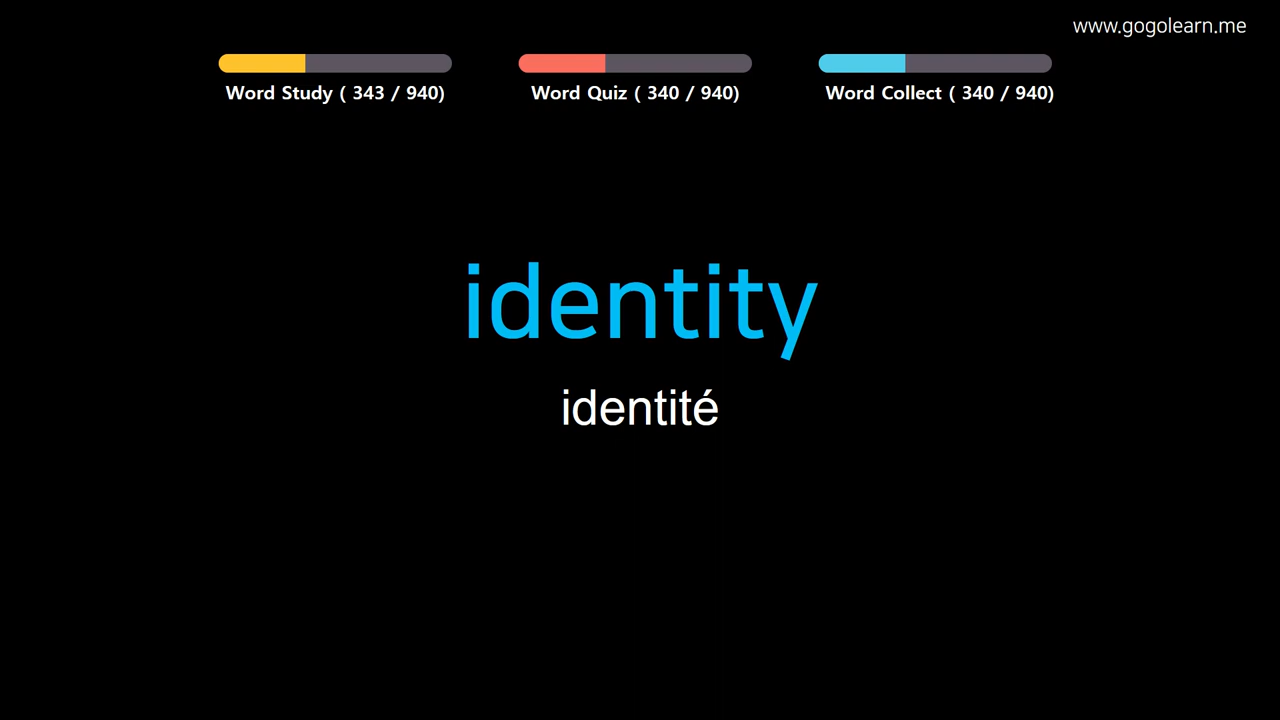 www.gogolearn.me
Word Study ( 343 / 940)
Word Quiz ( 340 / 940)
Word Collect ( 340 / 940)
identity
identité